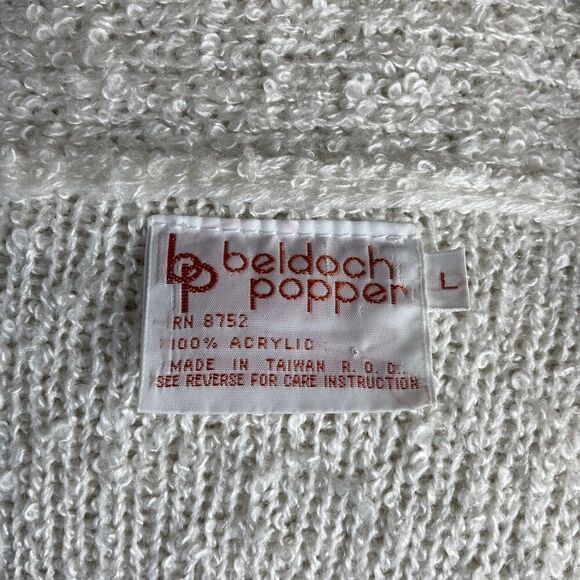 bp beldoch
popper
L
RN 8752
100% ACRYLIC
MADE IN TAIWAN R.O.C.
SEE REVERSE FOR CARE INSTRUCTION